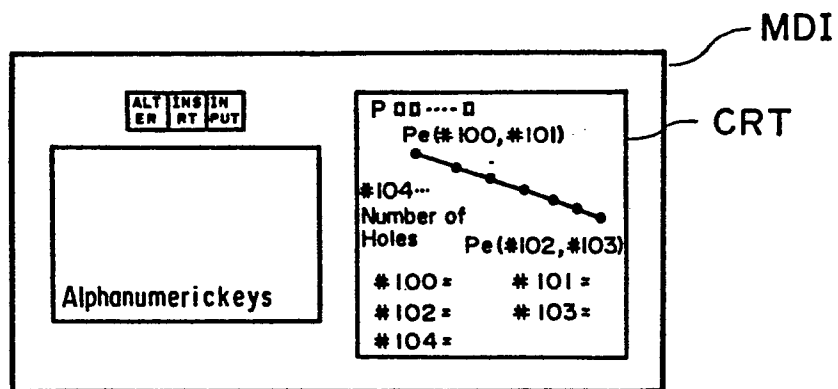 MDI
CRT
ALT
ER
INS
RT
IN
PUT
Alphanumerickeys
P□□----□
Pe(#100,#101)
#104...
Number of
Holes
Pe(#102,#103)
#100= #101=
#102= #103=
#104=